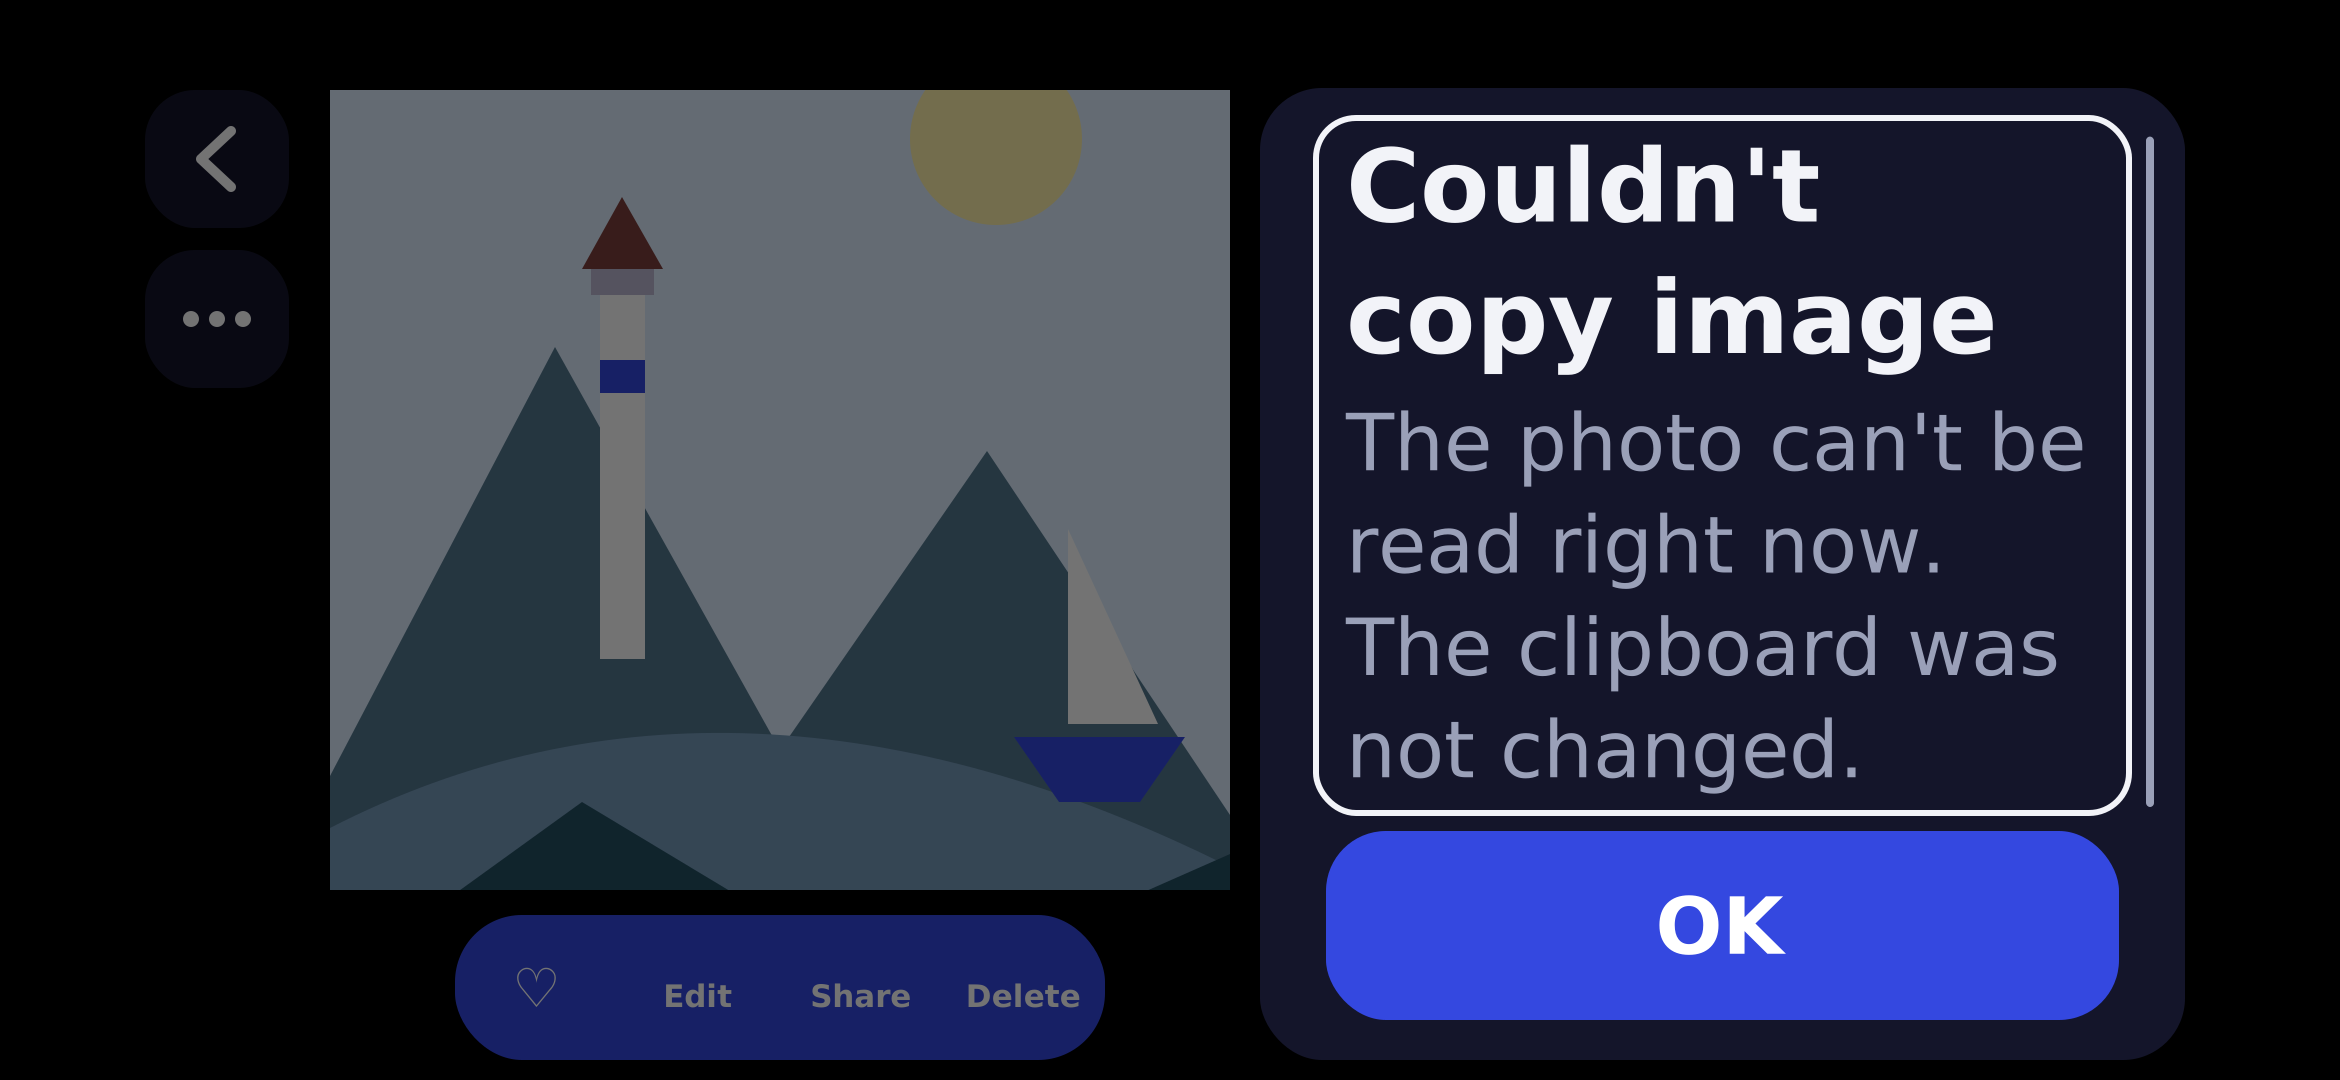 Couldn't
copy image
The photo can't be
read right now.
The clipboard was
not changed.
OK
Edit Share Delete